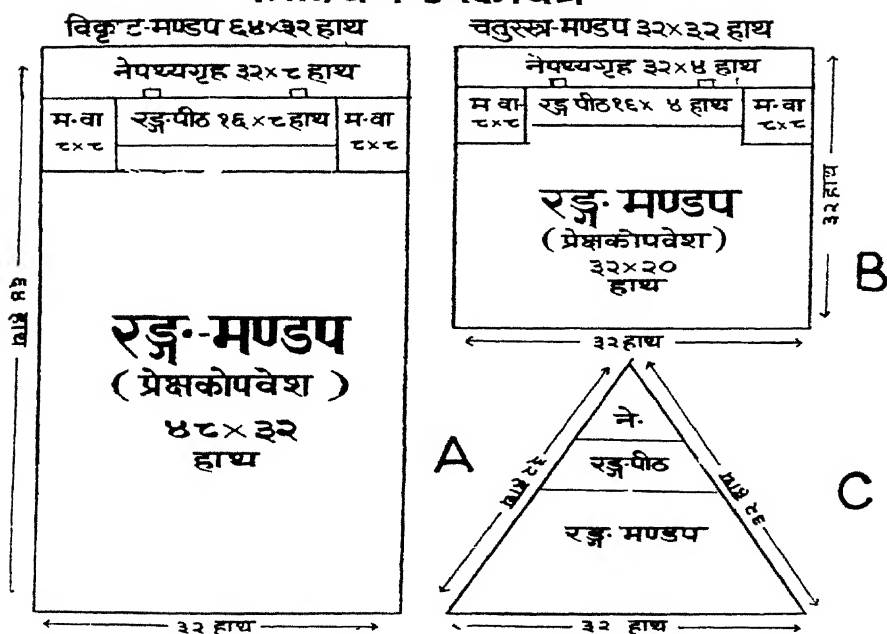 विकृट-मण्डप ६४×३२ हाथ
नेपथ्यगृह ३२×८ हाथ
म॰वा
८×८
रङ्ग-पीठ १६×८ हाथ
म॰वा
८×८
६४ हाथ
रङ्ग--मण्डप
(प्रेक्षकोपवेश)
४८×३२
हाथ
३२ हाथ
A
चतुरस्त्र-मण्डप ३२×३२ हाथ
नेपथ्यगृह ३२×४ हाथ
म वा-
८×८
रङ्ग पीठ १६× ४ हाथ
म॰वा
८×८
३२ हाथ
रङ्ग- मण्डप
(प्रेक्षकोपवेश)
३२×२०
हाथ
३२ हाथ
B
ने॰
रङ्ग-पीठ
रङ्ग- मण्डप
३२ हाथ
३२ हाथ
३२ हाथ
C